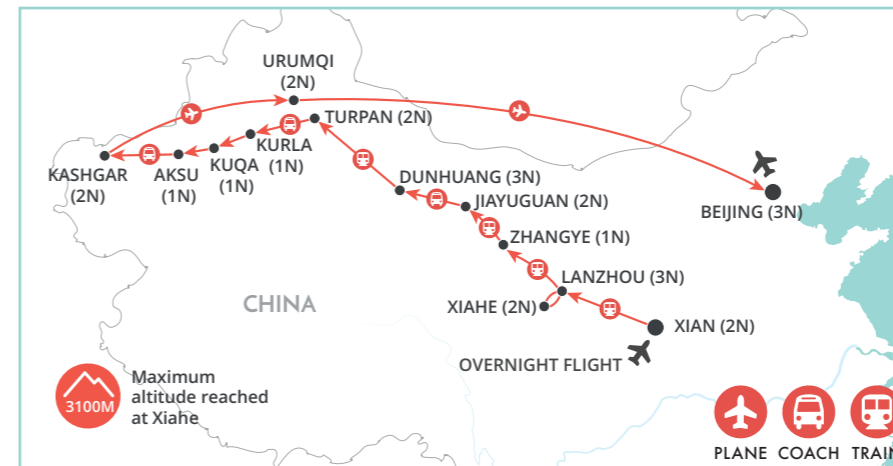 URUMQI
(2N)
TURPAN (2N)
KURLA
(1N)
KUQA
(1N)
AKSU
(1N)
KASHGAR
(2N)
DUNHUANG (3N)
JIAYUGUAN (2N)
ZHANGYE (1N)
LANZHOU (3N)
XIAHE (2N)
XIAN (2N)
OVERNIGHT FLIGHT
BEIJING (3N)
CHINA
3100M
Maximum
altitude reached
at Xiahe
PLANE COACH TRAIN